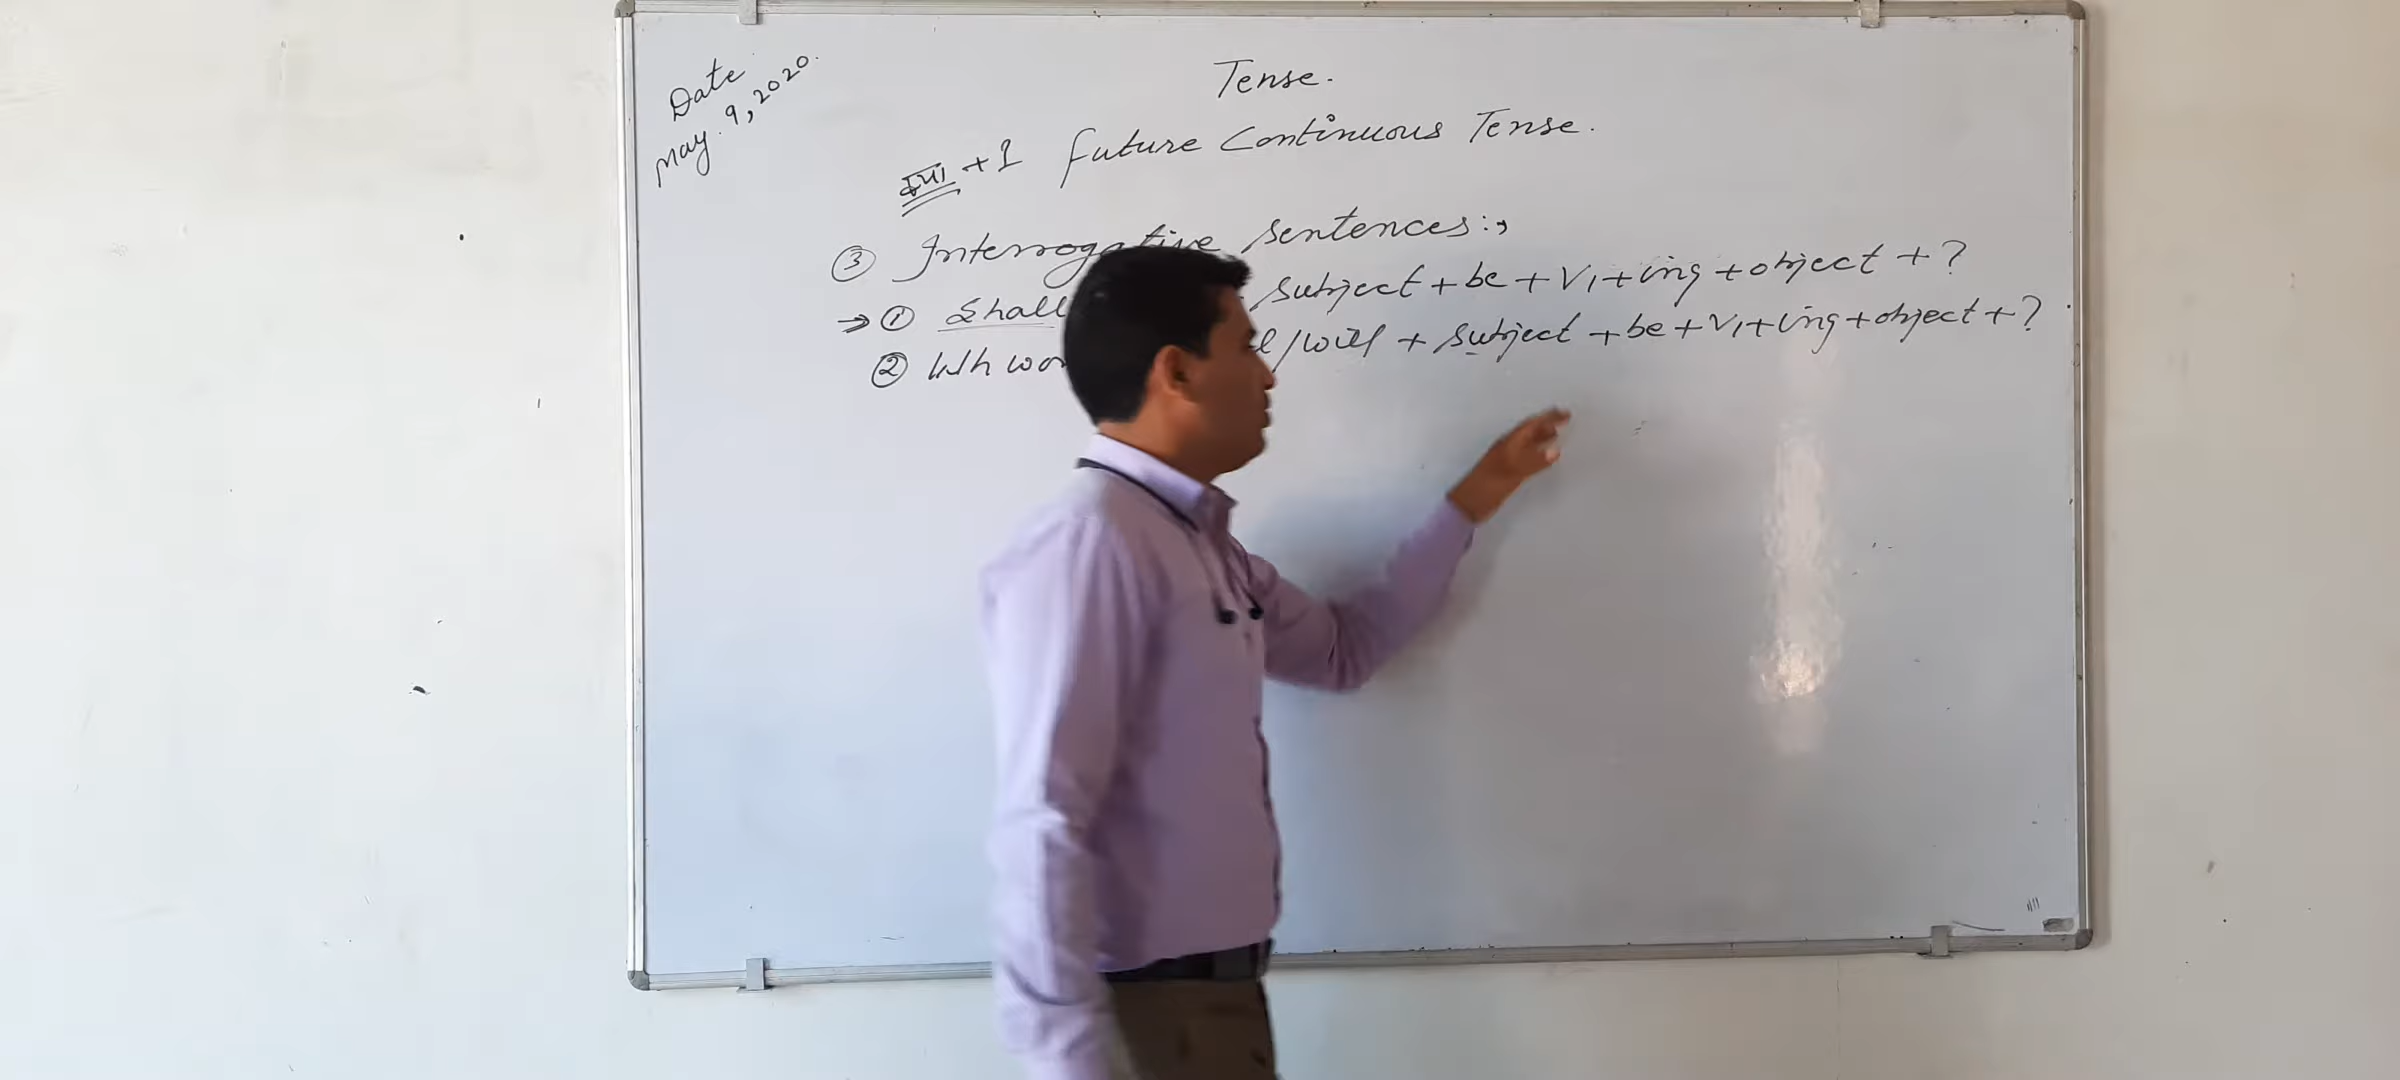 Date
May. 9, 2020.
Tense.
+1 Future Continuous Tense.
③ Interrogative sentences:→
→ ① Shall subject + be + V1 + ing + object + ?
② Wh /will + subject + be + V1 + ing + object + ?